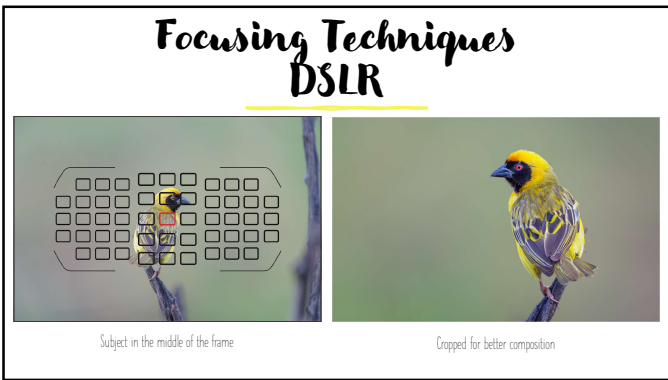 Focusing Techniques
DSLR
Subject in the middle of the frame
Cropped for better composition